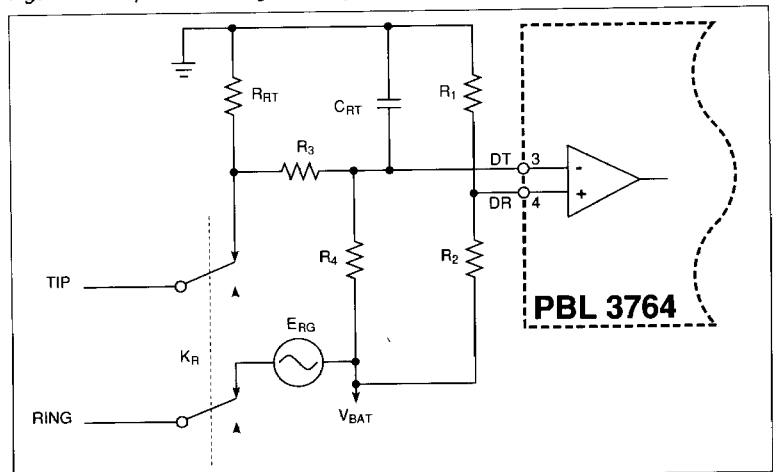 R_RT
C_RT
R_1
R_3
DT 3
-
DR 4
+
R_4
R_2
TIP
PBL 3764
E_RG
K_R
V_BAT
RING